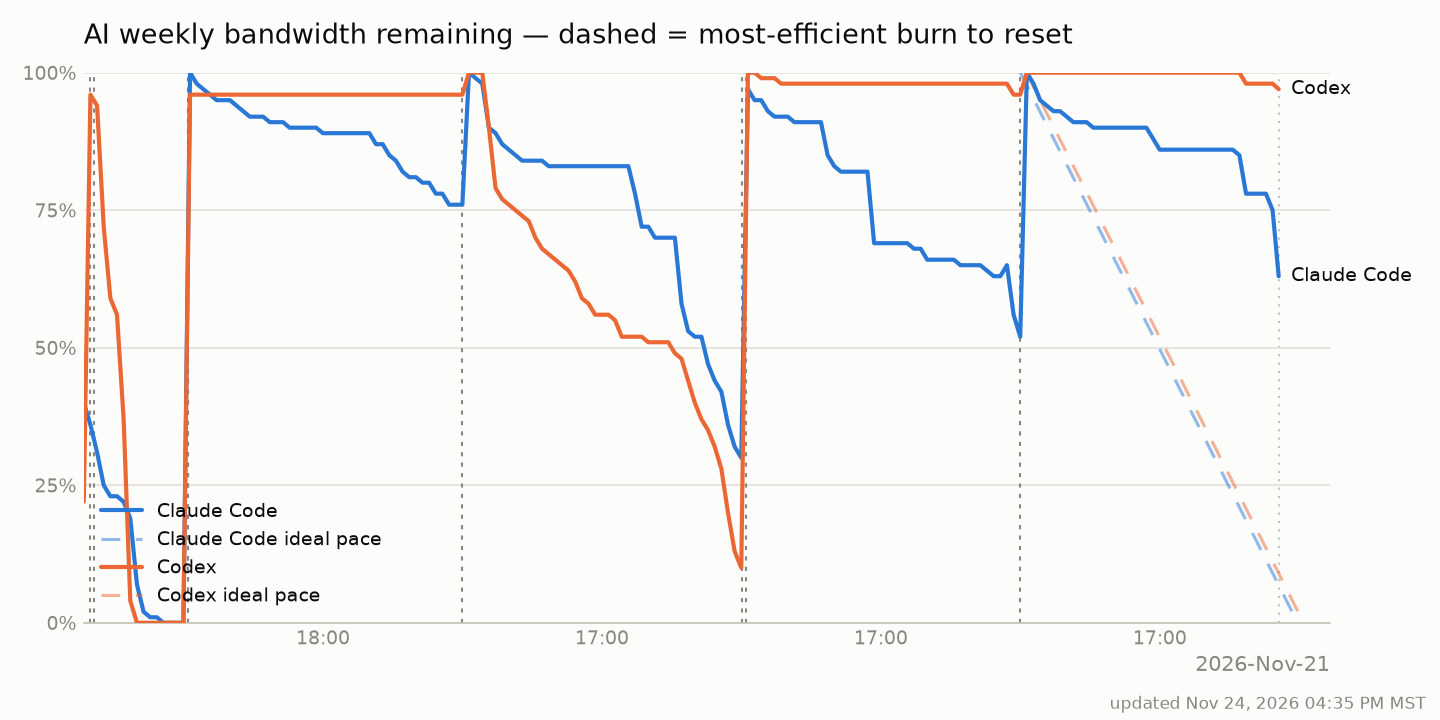 AI weekly bandwidth remaining — dashed = most-efficient burn to reset
100%
75%
50%
25%
0%
Codex
Claude Code
Claude Code
Claude Code ideal pace
Codex
Codex ideal pace
18:00 17:00 17:00 17:00
2026-Nov-21
updated Nov 24, 2026 04:35 PM MST